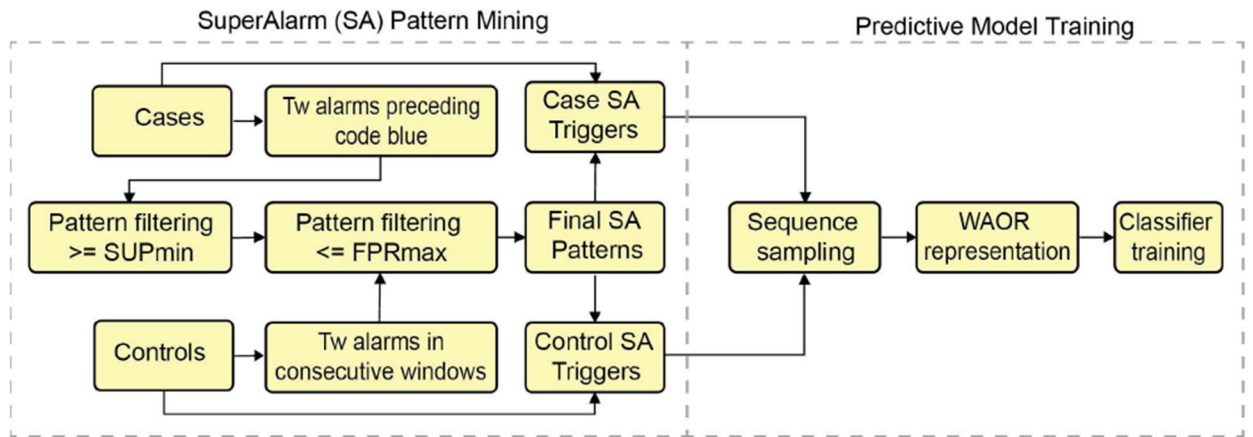 SuperAlarm (SA) Pattern Mining
Predictive Model Training
Cases
Tw alarms preceding
code blue
Case SA
Triggers
Pattern filtering
>= SUPmin
Pattern filtering
<= FPRmax
Final SA
Patterns
Sequence
sampling
WAOR
representation
Classifier
training
Controls
Tw alarms in
consecutive windows
Control SA
Triggers